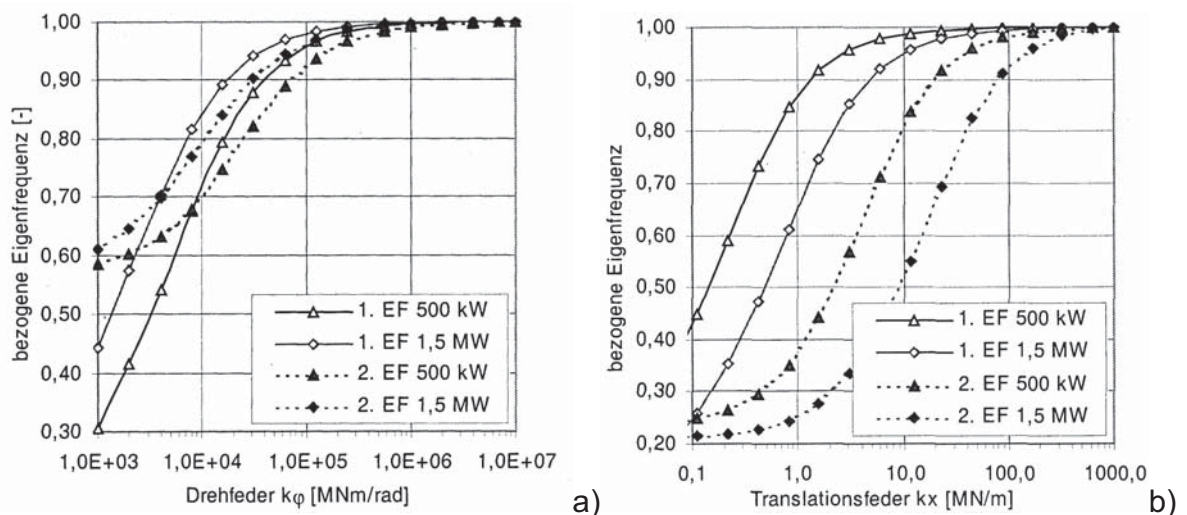 bezogene Eigenfrequenz [-]
1,00
0,90
0,80
0,70
0,60
0,50
0,40
0,30
1. EF 500 kW
1. EF 1,5 MW
2. EF 500 kW
2. EF 1,5 MW
1,0E+03 1,0E+04 1,0E+05 1,0E+06 1,0E+07
Drehfeder kφ [MNm/rad]
a)
bezogene Eigenfrequenz
1,00
0,90
0,80
0,70
0,60
0,50
0,40
0,30
0,20
1. EF 500 kW
1. EF 1,5 MW
2. EF 500 kW
2. EF 1,5 MW
0,1 1,0 10,0 100,0 1000,0
Translationsfeder kx [MN/m]
b)